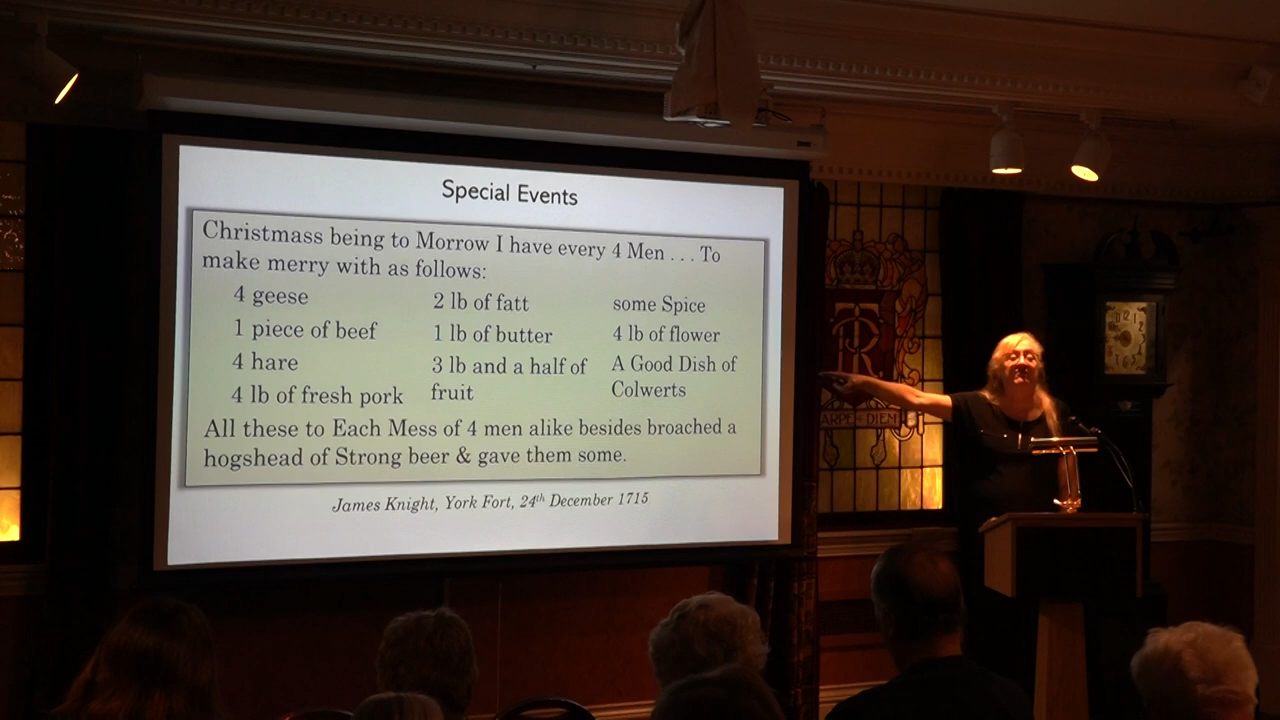 Special Events
Christmass being to Morrow I have every 4 Men . . . To
make merry with as follows:
4 geese
1 piece of beef
4 hare
4 lb of fresh pork
2 lb of fatt
1 lb of butter
3 lb and a half of
fruit
some Spice
4 lb of flower
A Good Dish of
Colwerts
All these to Each Mess of 4 men alike besides broached a
hogshead of Strong beer & gave them some.
James Knight, York Fort, 24th December 1715
ARPE DIEM